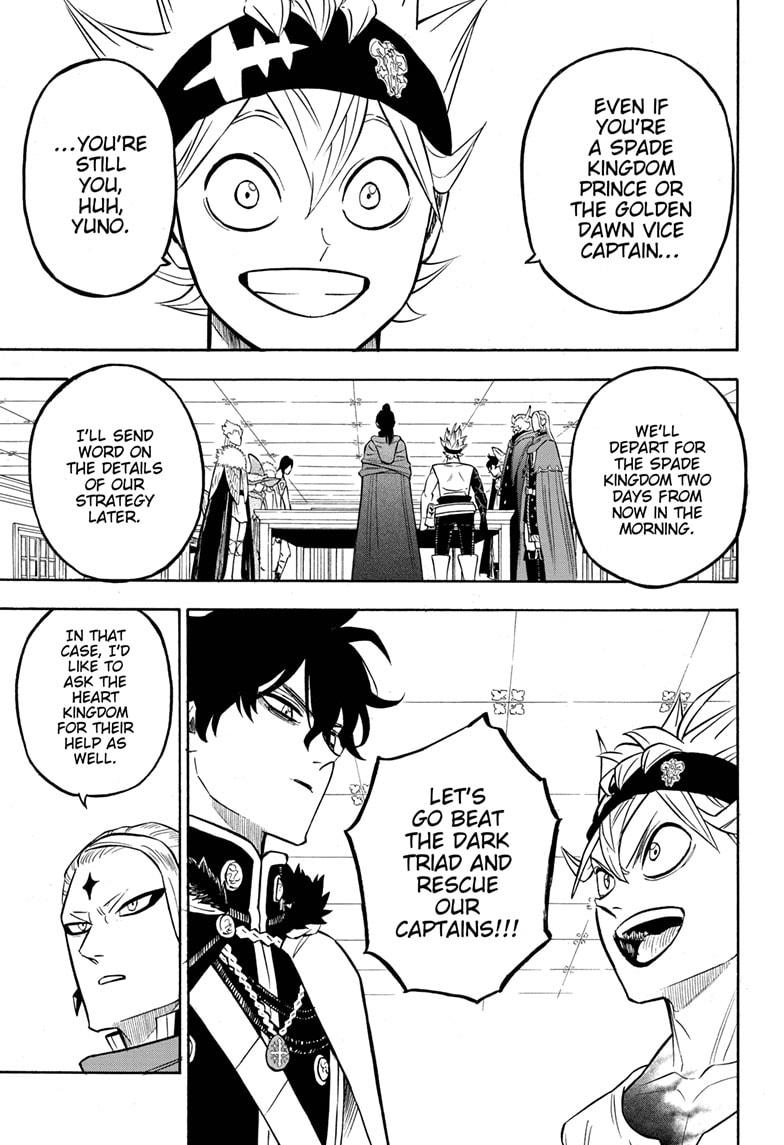 EVEN IF
YOU'RE
A SPADE
KINGDOM
PRINCE OR
THE GOLDEN
DAWN VICE
CAPTAIN...
...YOU'RE
STILL
YOU,
HUH,
YUNO.
WE'LL
DEPART FOR
THE SPADE
KINGDOM TWO
DAYS FROM
NOW IN THE
MORNING.
I'LL SEND
WORD ON
THE DETAILS
OF OUR
STRATEGY
LATER.
LET'S
GO BEAT
THE DARK
TRIAD AND
RESCUE
OUR
CAPTAINS!!!
IN THAT
CASE, I'D
LIKE TO
ASK THE
HEART
KINGDOM
FOR THEIR
HELP AS
WELL.